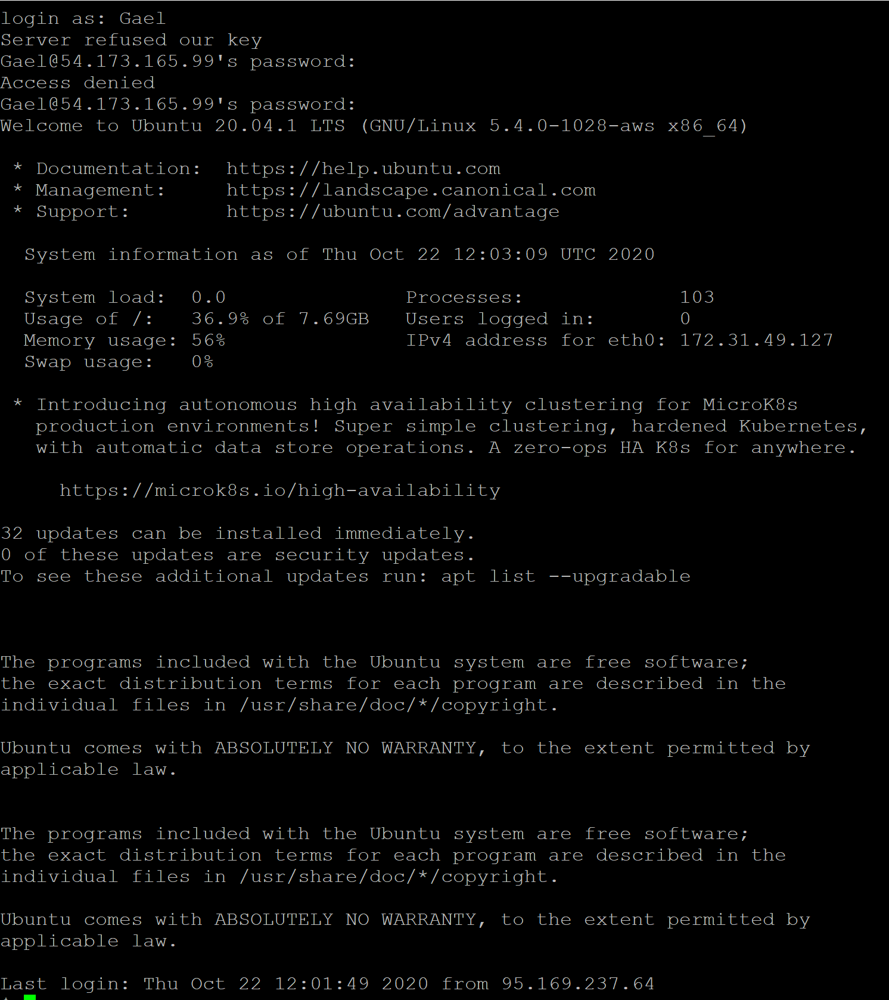 login as: Gael
Server refused our key
Gael@54.173.165.99's password:
Access denied
Gael@54.173.165.99's password:
Welcome to Ubuntu 20.04.1 LTS (GNU/Linux 5.4.0-1028-aws x86_64)

 * Documentation:  https://help.ubuntu.com
 * Management:     https://landscape.canonical.com
 * Support:        https://ubuntu.com/advantage

  System information as of Thu Oct 22 12:03:09 UTC 2020

  System load:  0.0               Processes:             103
  Usage of /:   36.9% of 7.69GB   Users logged in:       0
  Memory usage: 56%               IPv4 address for eth0: 172.31.49.127
  Swap usage:   0%

 * Introducing autonomous high availability clustering for MicroK8s
   production environments! Super simple clustering, hardened Kubernetes,
   with automatic data store operations. A zero-ops HA K8s for anywhere.

     https://microk8s.io/high-availability

32 updates can be installed immediately.
0 of these updates are security updates.
To see these additional updates run: apt list --upgradable

The programs included with the Ubuntu system are free software;
the exact distribution terms for each program are described in the
individual files in /usr/share/doc/*/copyright.

Ubuntu comes with ABSOLUTELY NO WARRANTY, to the extent permitted by
applicable law.

The programs included with the Ubuntu system are free software;
the exact distribution terms for each program are described in the
individual files in /usr/share/doc/*/copyright.

Ubuntu comes with ABSOLUTELY NO WARRANTY, to the extent permitted by
applicable law.

Last login: Thu Oct 22 12:01:49 2020 from 95.169.237.64